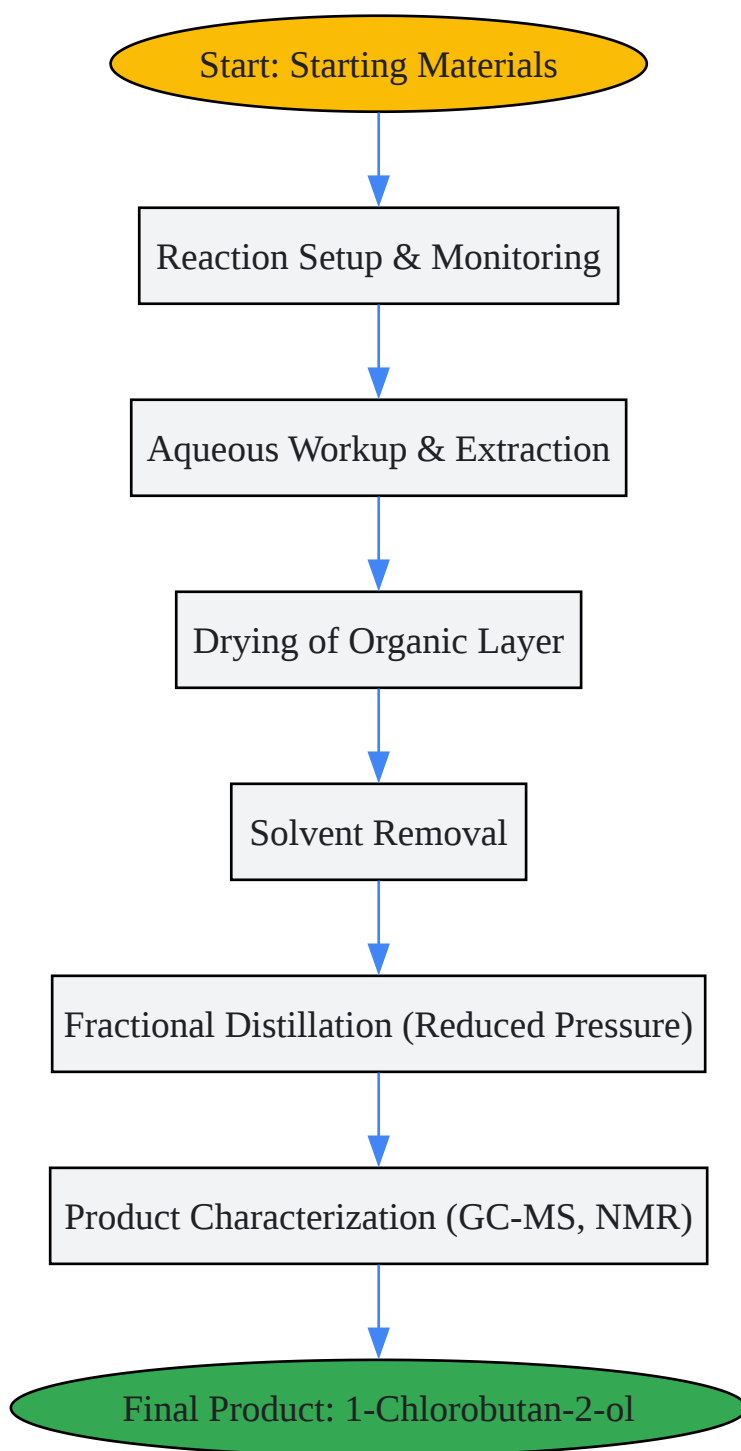 Start: Starting Materials
Reaction Setup & Monitoring
Aqueous Workup & Extraction
Drying of Organic Layer
Solvent Removal
Fractional Distillation (Reduced Pressure)
Product Characterization (GC-MS, NMR)
Final Product: 1-Chlorobutan-2-ol